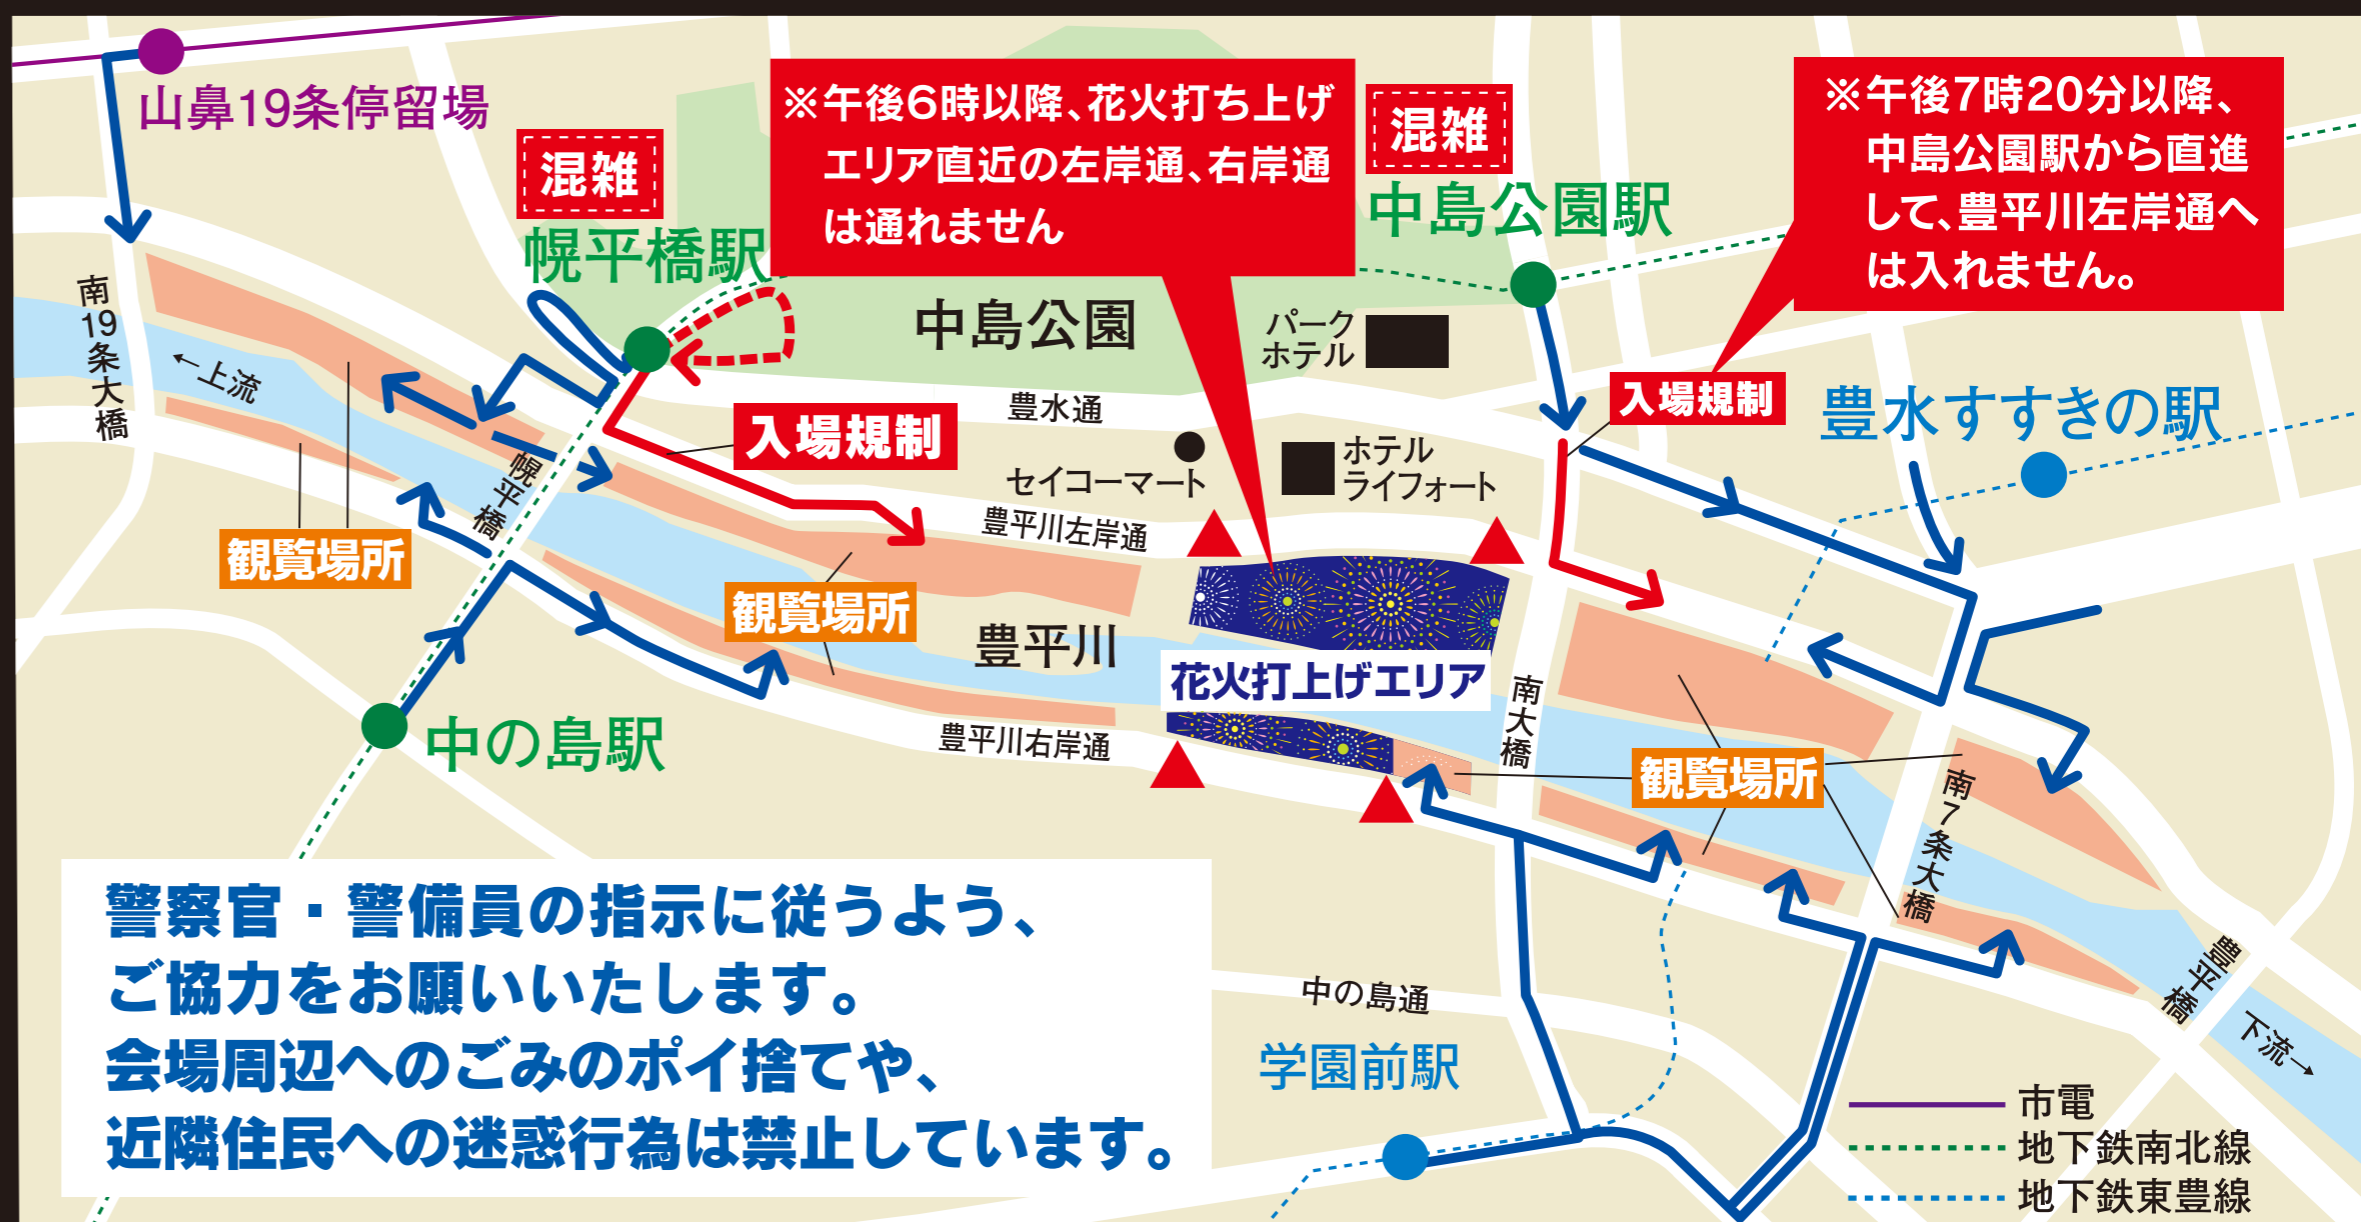 山鼻19条停留場
混雑
幌平橋駅
※午後6時以降、花火打ち上げ
エリア直近の左岸通、右岸通
は通れません
混雑
中島公園駅
※午後7時20分以降、
中島公園駅から直進
して、豊平川左岸通へ
は入れません。
南19条大橋
←上流
中島公園
パーク
ホテル
豊水通
入場規制
入場規制
豊水すすきの駅
セイコーマート
ホテル
ライフォート
幌平橋
豊平川左岸通
観覧場所
観覧場所
豊平川
花火打上げエリア
南大橋
中の島駅
豊平川右岸通
観覧場所
南7条大橋
警察官・警備員の指示に従うよう、
ご協力をお願いいたします。
会場周辺へのごみのポイ捨てや、
近隣住民への迷惑行為は禁止しています。
中の島通
豊平橋
下流→
学園前駅
市電
地下鉄南北線
地下鉄東豊線